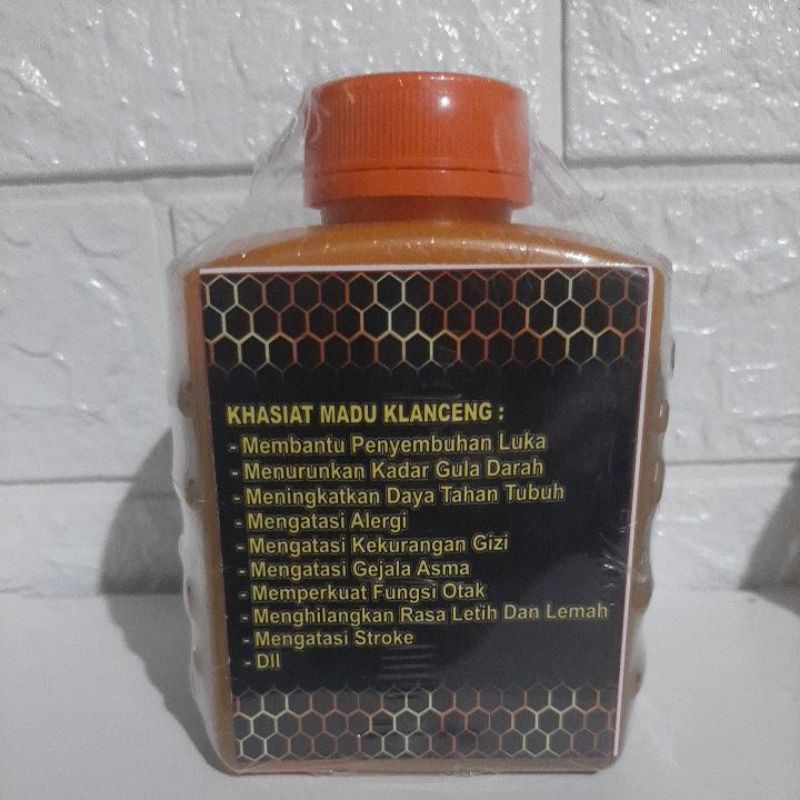 KHASIAT MADU KLANCENG :
- Membantu Penyembuhan Luka
- Menurunkan Kadar Gula Darah
- Meningkatkan Daya Tahan Tubuh
- Mengatasi Alergi
- Mengatasi Kekurangan Gizi
- Mengatasi Gejala Asma
- Memperkuat Fungsi Otak
- Menghilangkan Rasa Letih Dan Lemah
- Mengatasi Stroke
- Dll